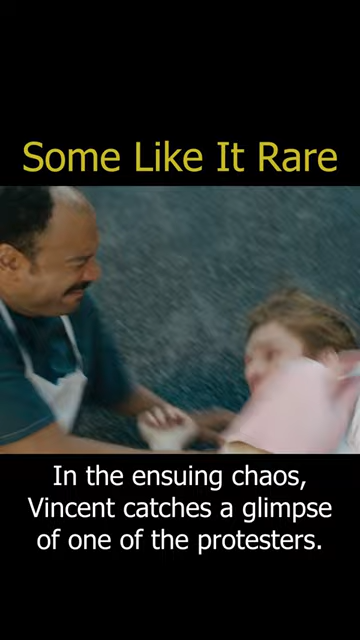 Some Like It Rare
In the ensuing chaos,
Vincent catches a glimpse
of one of the protesters.